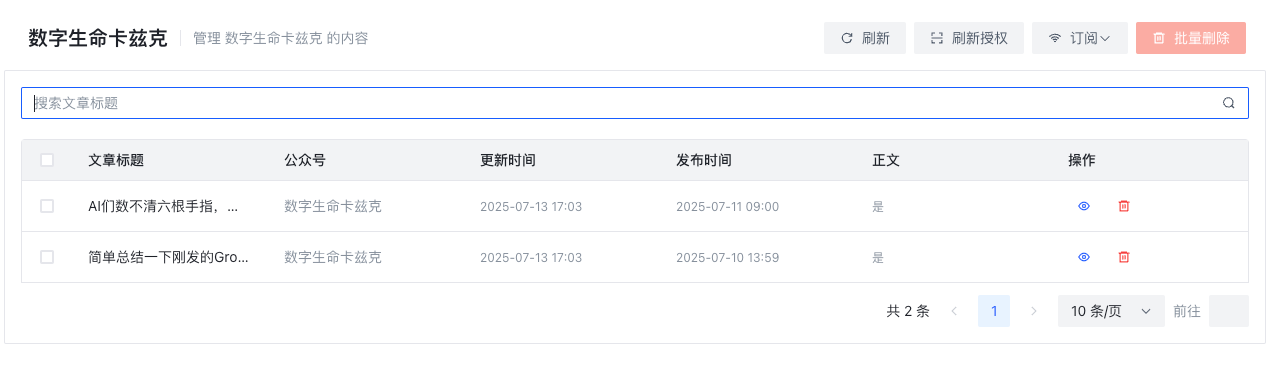 数字生命卡兹克 管理 数字生命卡兹克 的内容 刷新 刷新授权 订阅 批量删除
搜索文章标题
文章标题 公众号 更新时间 发布时间 正文 操作
AI们数不清六根手指，... 数字生命卡兹克 2025-07-13 17:03 2025-07-11 09:00 是
简单总结一下刚发的Gro... 数字生命卡兹克 2025-07-13 17:03 2025-07-10 13:59 是
共 2 条 1 10 条/页 前往